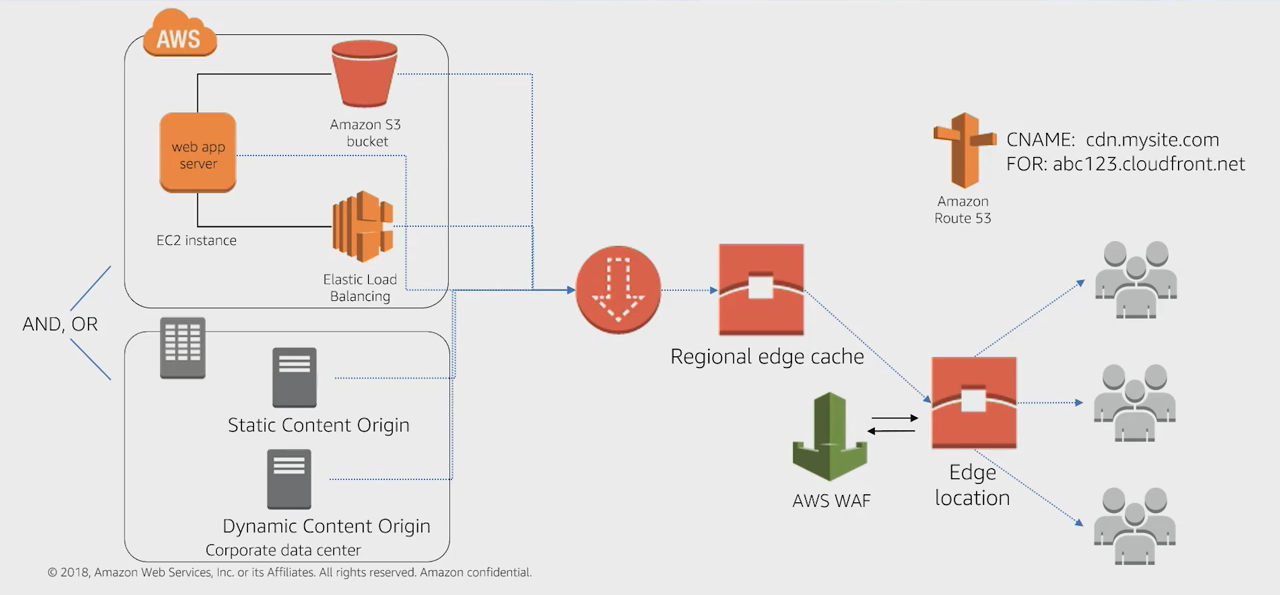 AWS
Amazon S3
bucket
web app
server
EC2 instance
Elastic Load
Balancing
AND, OR
Static Content Origin
Dynamic Content Origin
Corporate data center
Regional edge cache
AWS WAF
Edge
location
Amazon
Route 53
CNAME: cdn.mysite.com
FOR: abc123.cloudfront.net
© 2018, Amazon Web Services, Inc. or its Affiliates. All rights reserved. Amazon confidential.